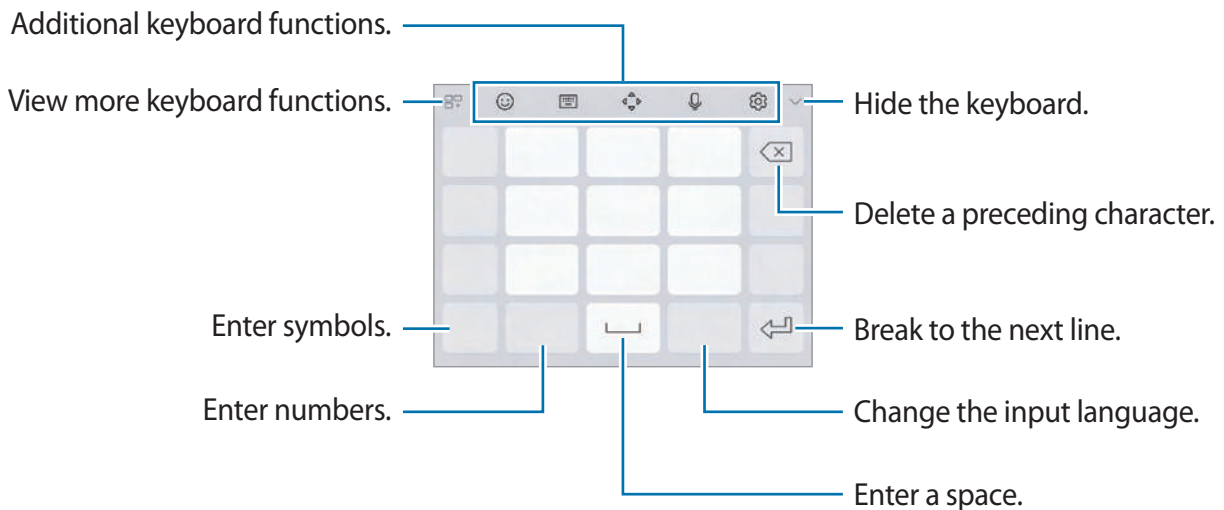 Additional keyboard functions.
View more keyboard functions.
Hide the keyboard.
Delete a preceding character.
Enter symbols.
Break to the next line.
Enter numbers.
Change the input language.
Enter a space.